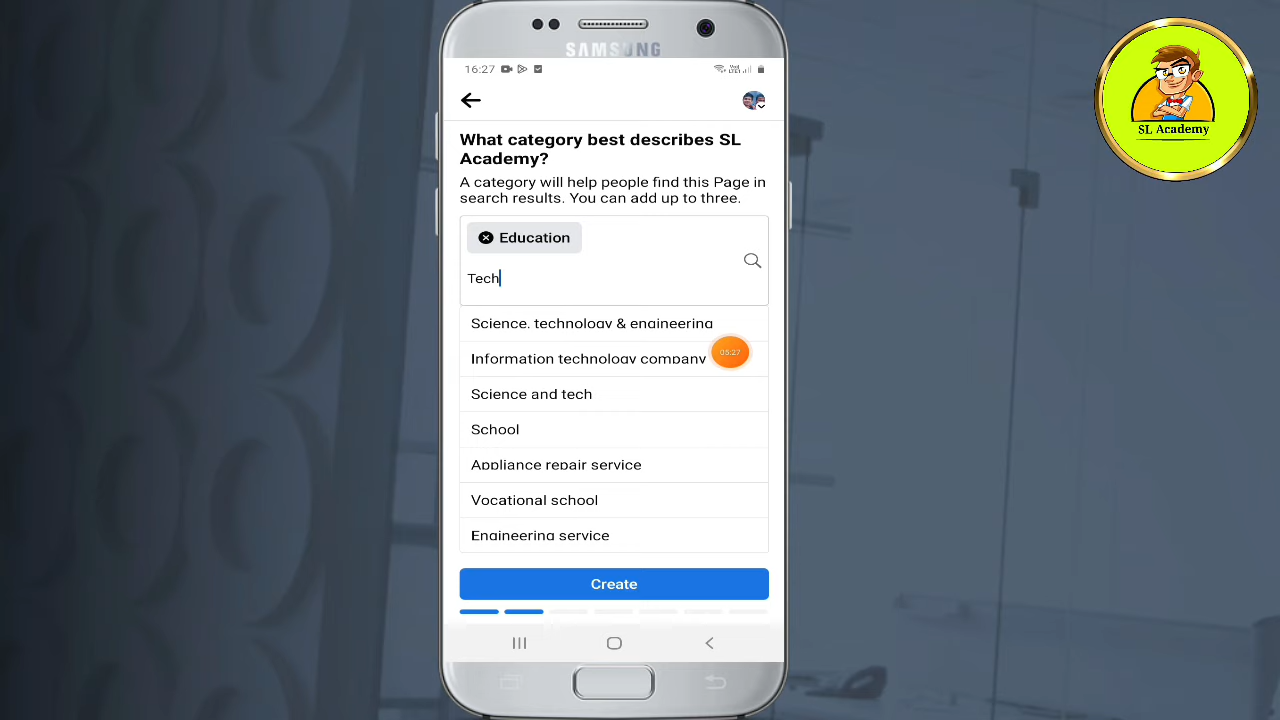 SAMSUNG
16:27
What category best describes SL
Academy?
A category will help people find this Page in
search results. You can add up to three.
Education
Tech
Science, technology & engineering
Information technology company
05:27
Science and tech
School
Appliance repair service
Vocational school
Engineering service
Create
SL Academy